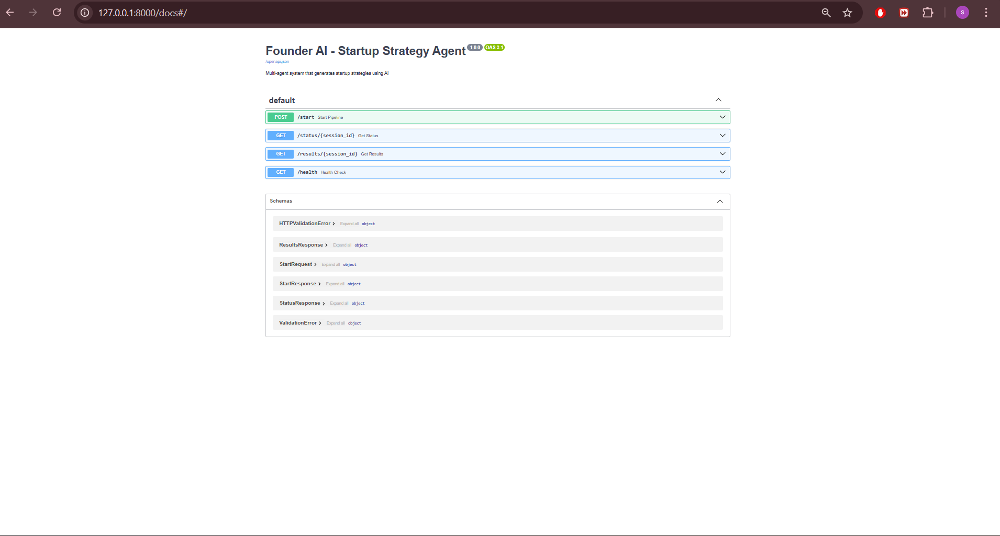 127.0.0.1:8000/docs#/
S
Founder AI - Startup Strategy Agent 1.0.0 OAS 3.1
/openapi.json
Multi-agent system that generates startup strategies using AI
default
POST /start Start Pipeline
GET /status/{session_id} Get Status
GET /results/{session_id} Get Results
GET /health Health Check
Schemas
HTTPValidationError Expand all object
ResultsResponse Expand all object
StartRequest Expand all object
StartResponse Expand all object
StatusResponse Expand all object
ValidationError Expand all object